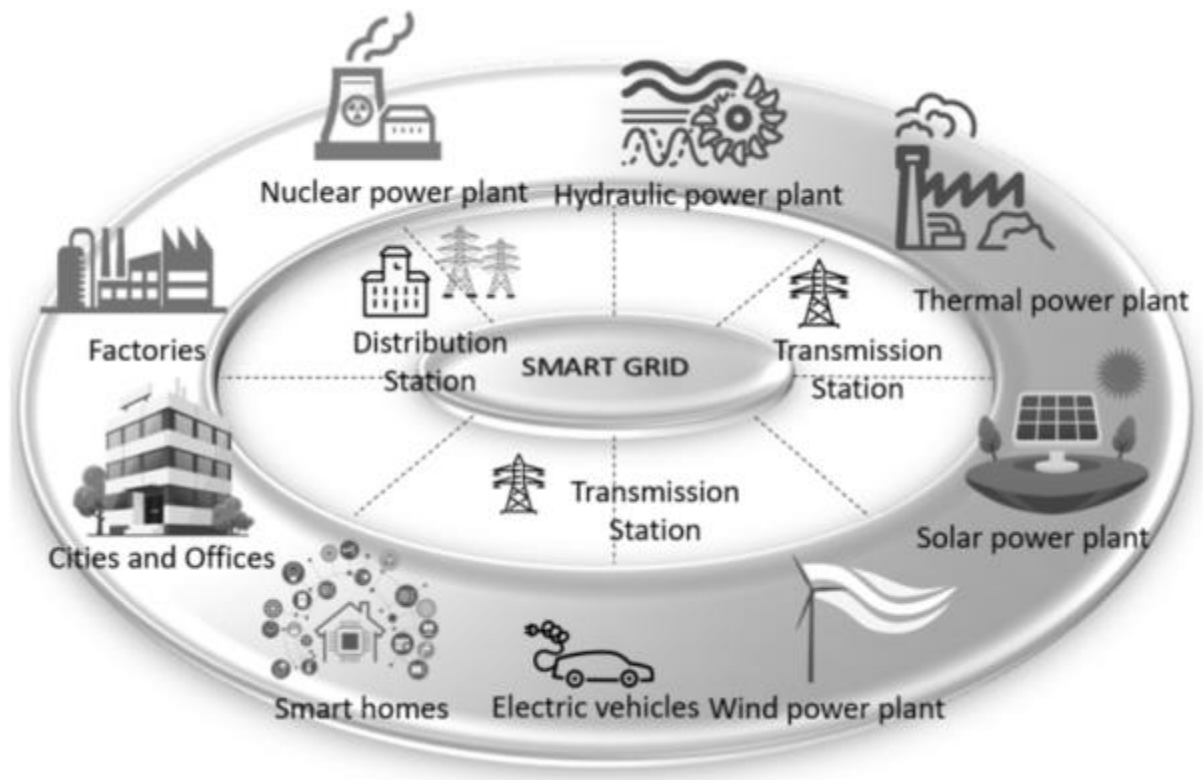 Nuclear power plant
Hydraulic power plant
Thermal power plant
Factories
Distribution
Station
SMART GRID
Transmission
Station
Cities and Offices
Transmission
Station
Solar power plant
Smart homes
Electric vehicles
Wind power plant